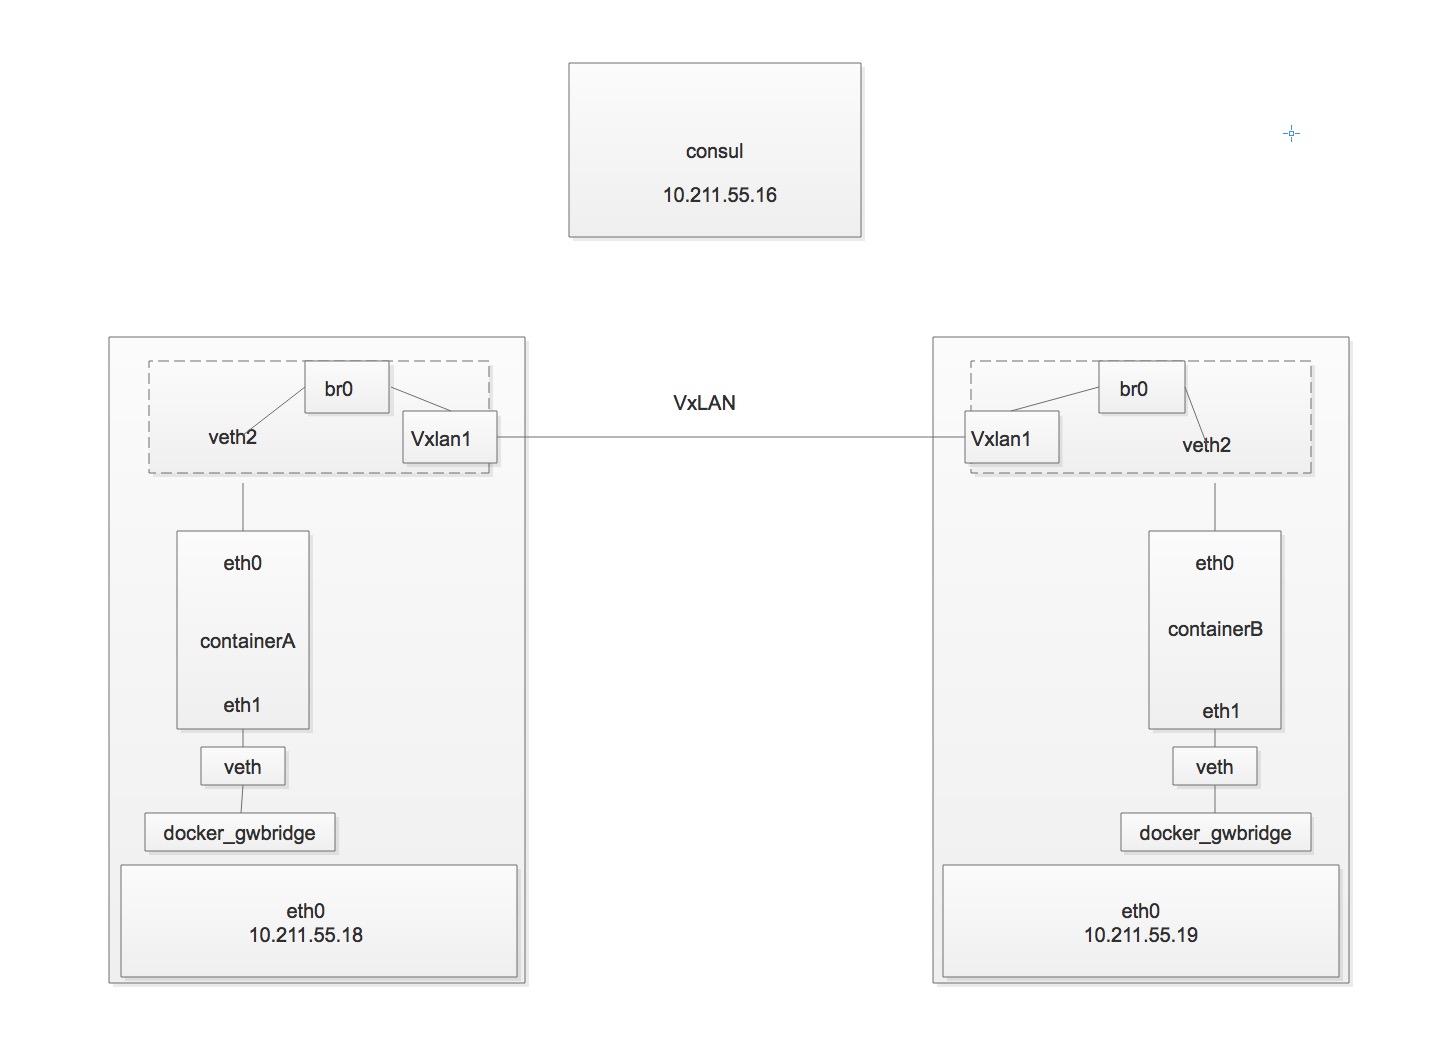 consul
10.211.55.16
VxLAN
br0
veth2
Vxlan1
eth0
containerA
eth1
veth
docker_gwbridge
eth0
10.211.55.18
br0
Vxlan1
veth2
eth0
containerB
eth1
veth
docker_gwbridge
eth0
10.211.55.19